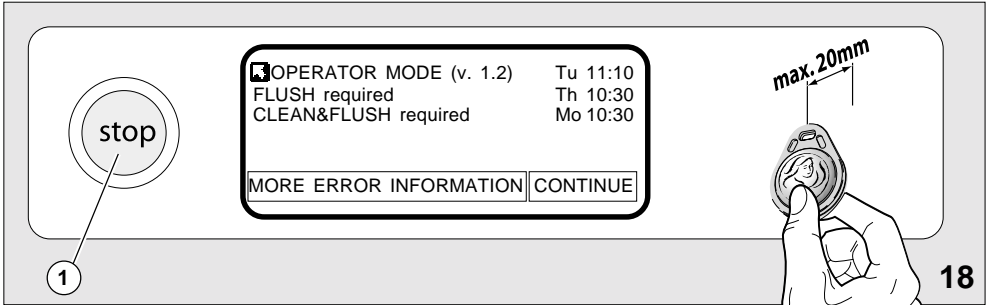 stop
OPERATOR MODE (v. 1.2) Tu 11:10
FLUSH required Th 10:30
CLEAN&FLUSH required Mo 10:30
MORE ERROR INFORMATION CONTINUE
max. 20mm
1
18